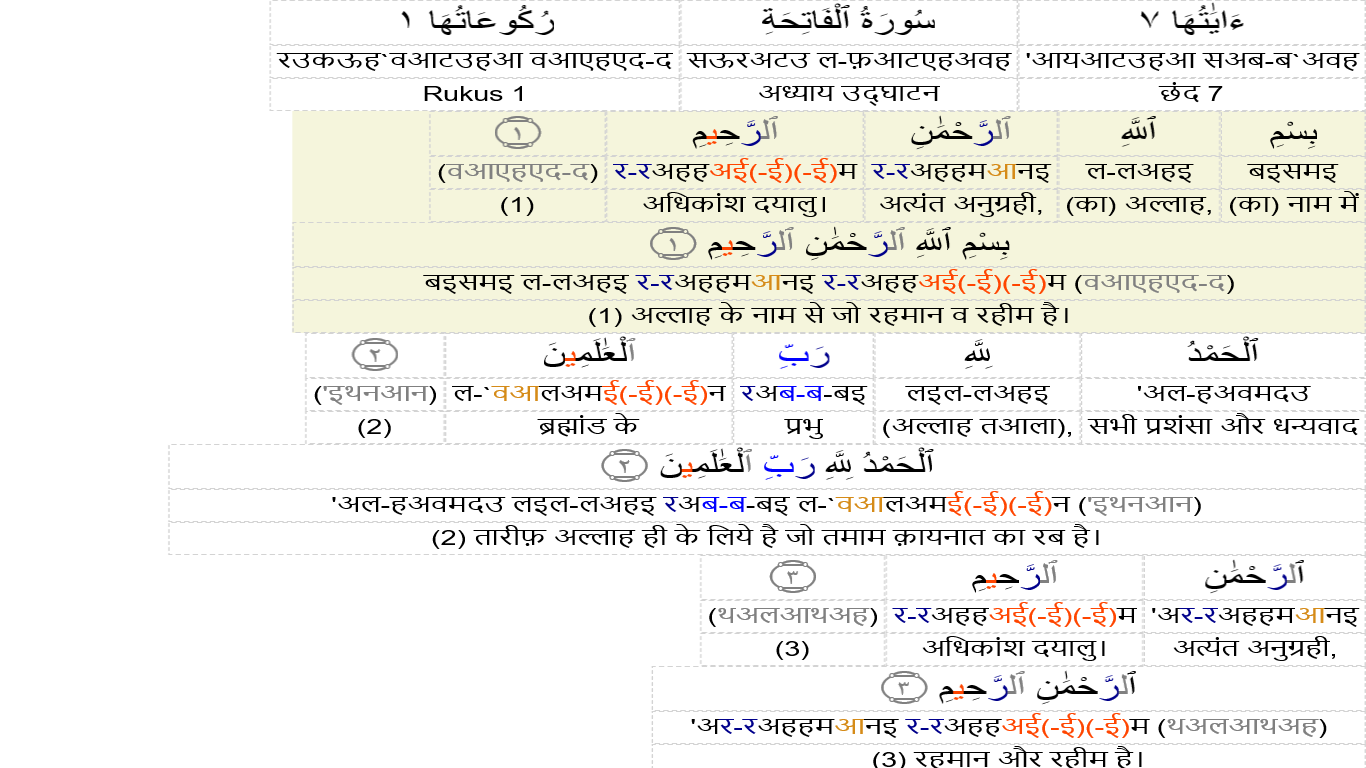 ءَايَٰتُهَا ٧ سُورَةُ ٱلْفَاتِحَةِ رُكُوعَاتُهَا ١
'आयआटउहआ सअब-ब`अवह सऊरअटउ ल-फ़आटएहअवह रउकऊह`वआटउहआ वआएहएद-द
छंद 7 अध्याय उद्घाटन Rukus 1
بِسْمِ ٱللَّهِ ٱلرَّحْمَٰنِ ٱلرَّحِيمِ ١
बइसमइ ल-लअहइ र-रअहहमआनइ र-रअहहअई(-ई)(-ई)म (वआएहएद-द)
(का) नाम में (का) अल्लाह, अत्यंत अनुग्रही, अधिकांश दयालु। (1)
بِسْمِ ٱللَّهِ ٱلرَّحْمَٰنِ ٱلرَّحِيمِ ١
बइसमइ ल-लअहइ र-रअहहमआनइ र-रअहहअई(-ई)(-ई)म (वआएहएद-द)
(1) अल्लाह के नाम से जो रहमान व रहीम है।
ٱلْحَمْدُ لِلَّهِ رَبِّ ٱلْعَٰلَمِينَ ٢
'अल-हअवमदउ लइल-लअहइ रअब-ब-बइ ल-`वआलअमई(-ई)(-ई)न ('इथनआन)
सभी प्रशंसा और धन्यवाद (अल्लाह तआला), प्रभु ब्रह्मांड के (2)
ٱلْحَمْدُ لِلَّهِ رَبِّ ٱلْعَٰلَمِينَ ٢
'अल-हअवमदउ लइल-लअहइ रअब-ब-बइ ल-`वआलअमई(-ई)(-ई)न ('इथनआन)
(2) तारीफ़ अल्लाह ही के लिये है जो तमाम क़ायनात का रब है।
ٱلرَّحْمَٰنِ ٱلرَّحِيمِ ٣
'अर-रअहहमआनइ र-रअहहअई(-ई)(-ई)म (थअलआथअह)
अत्यंत अनुग्रही, अधिकांश दयालु। (3)
ٱلرَّحْمَٰنِ ٱلرَّحِيمِ ٣
'अर-रअहहमआनइ र-रअहहअई(-ई)(-ई)म (थअलआथअह)
(3) रहमान और रहीम है।